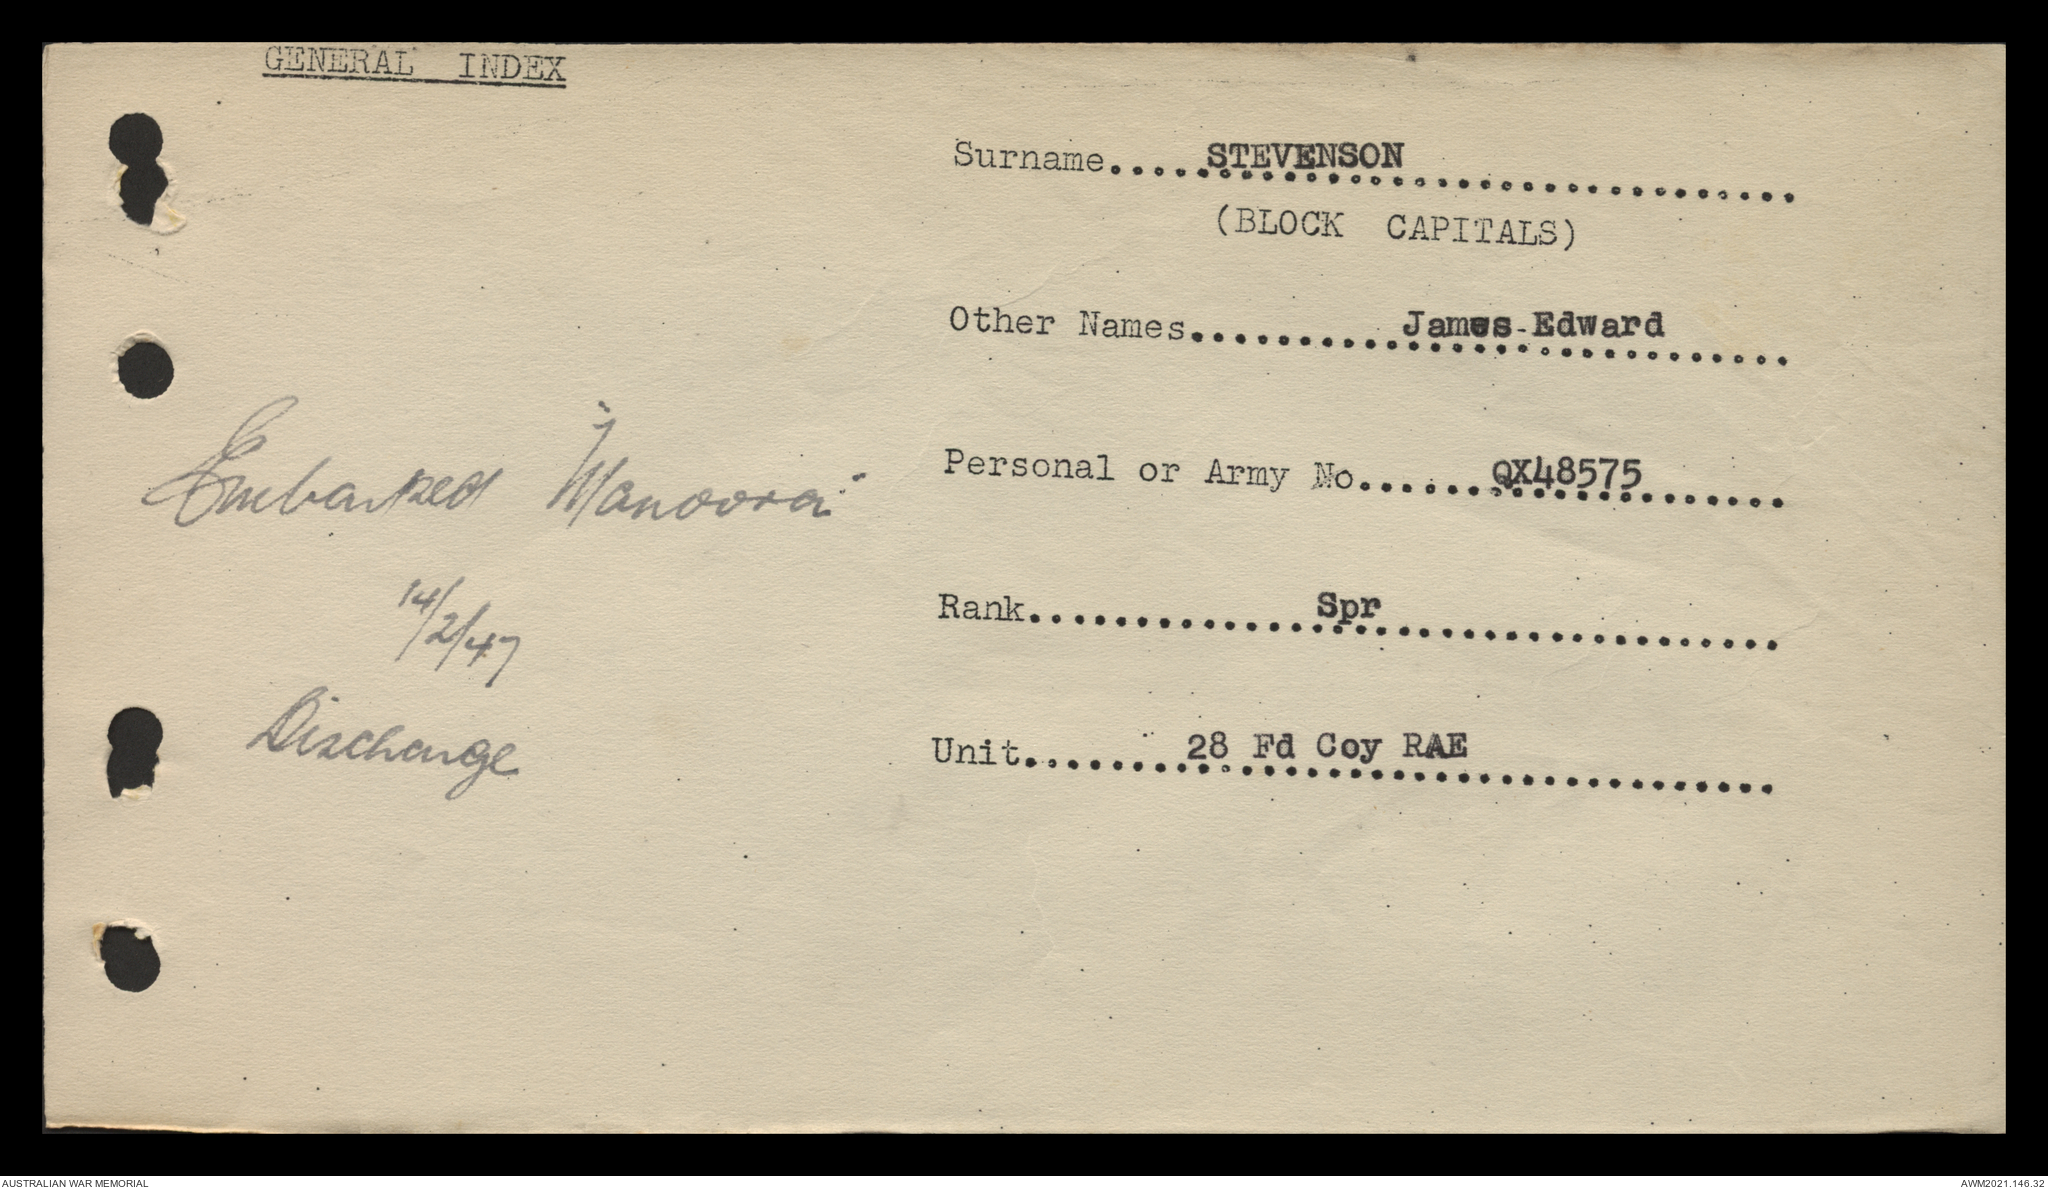 GENERAL INDEX
Surname....STEVENSON..................
(BLOCK CAPITALS)
Other Names..........James Edward......
Personal or Army No......QX48575.......
Rank.............Spr..................
Unit.......28 Fd Coy RAE..............
Embarked "Manoora"
14/2/47
Discharge
AUSTRALIAN WAR MEMORIAL
AWM2021.146.32